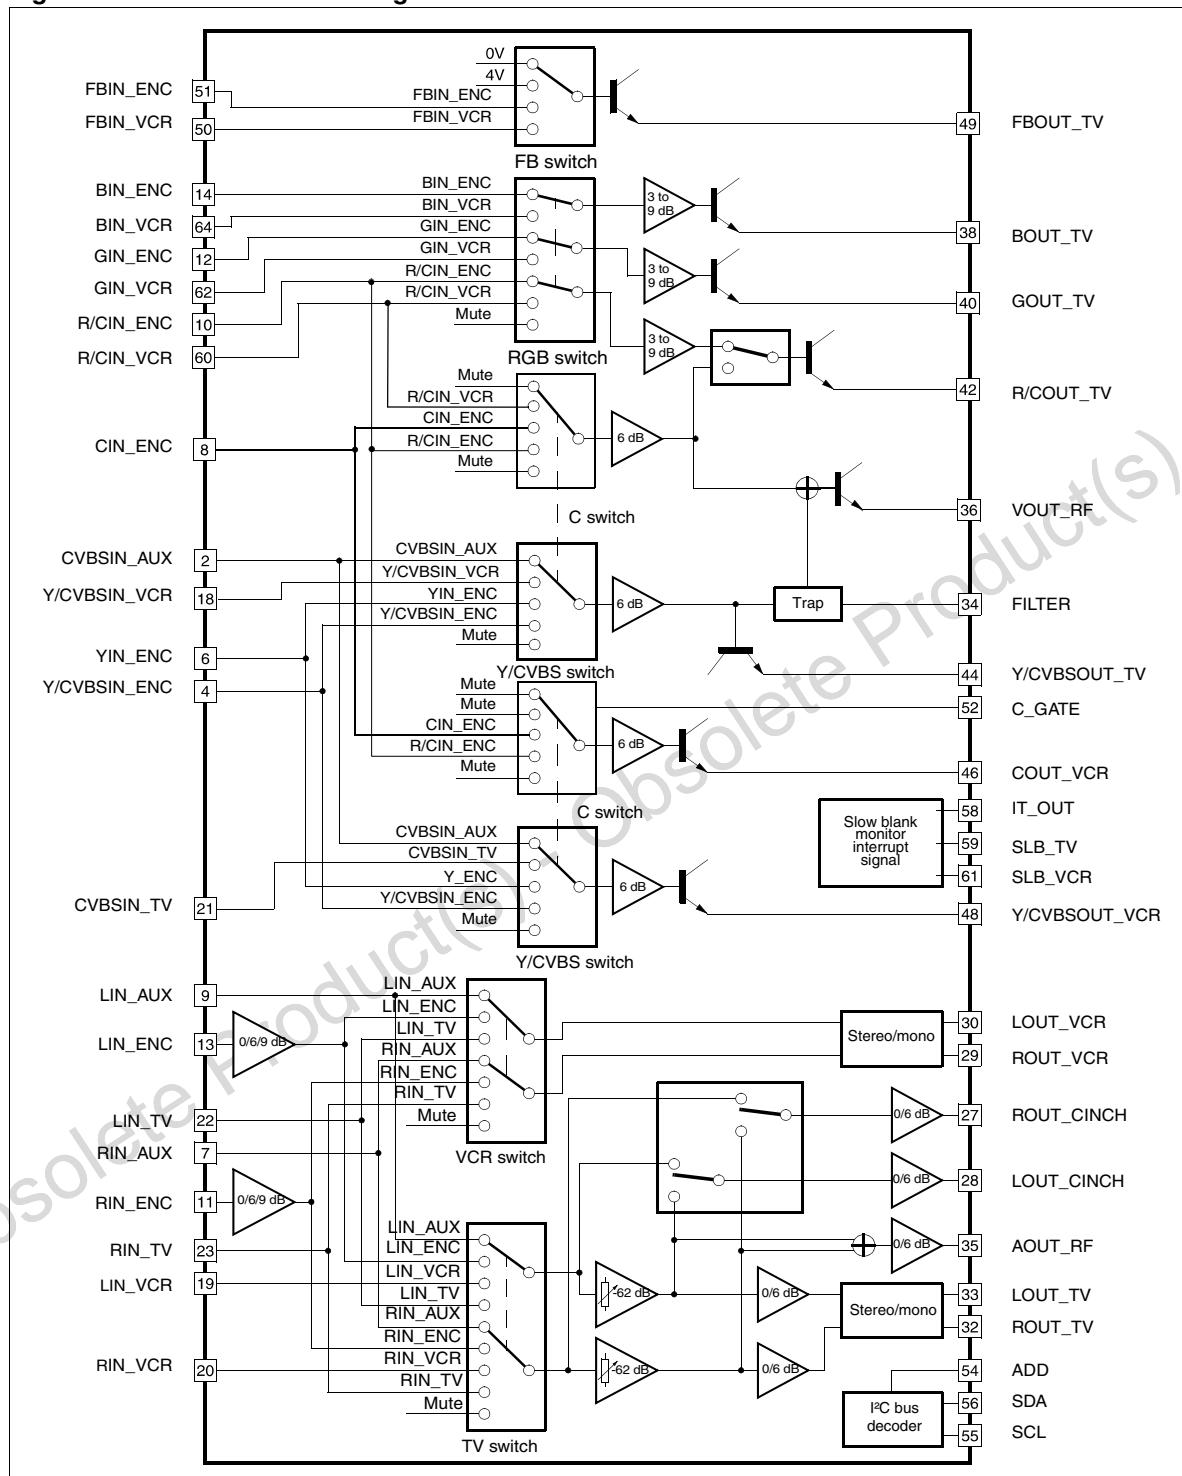 0V
4V
FBIN_ENC 51 FBIN_ENC
FBIN_VCR 50 FBIN_VCR
49 FBOUT_TV
FB switch
BIN_ENC 14 BIN_ENC
BIN_VCR 64 BIN_VCR
GIN_ENC 12 GIN_ENC
GIN_VCR 62 GIN_VCR
R/CIN_ENC 10 R/CIN_ENC
R/CIN_VCR 60 R/CIN_VCR
Mute
RGB switch
3 to
9 dB
38 BOUT_TV
3 to
9 dB
40 GOUT_TV
3 to
9 dB
42 R/COUT_TV
Mute
R/CIN_VCR
CIN_ENC 8 CIN_ENC
R/CIN_ENC
Mute
6 dB
C switch
36 VOUT_RF
CVBSIN_AUX 2 CVBSIN_AUX
Y/CVBSIN_VCR 18 Y/CVBSIN_VCR
YIN_ENC
Y/CVBSIN_ENC
Mute
6 dB
Trap
34 FILTER
YIN_ENC 6
Y/CVBSIN_ENC 4
Y/CVBS switch
44 Y/CVBSOUT_TV
52 C_GATE
Mute
Mute
CIN_ENC
R/CIN_ENC
Mute
6 dB
46 COUT_VCR
C switch
Slow blank
monitor
interrupt
signal
58 IT_OUT
59 SLB_TV
61 SLB_VCR
CVBSIN_AUX
CVBSIN_TV
Y_ENC
Y/CVBSIN_ENC
Mute
6 dB
48 Y/CVBSOUT_VCR
CVBSIN_TV 21
Y/CVBS switch
LIN_AUX 9 LIN_AUX
LIN_ENC
LIN_ENC 13 0/6/9 dB
LIN_TV
RIN_AUX
RIN_ENC
RIN_TV
Mute
VCR switch
Stereo/mono
30 LOUT_VCR
29 ROUT_VCR
LIN_TV 22
RIN_AUX 7
RIN_ENC 11 0/6/9 dB
RIN_TV 23
LIN_VCR 19
RIN_VCR 20
0/6 dB 27 ROUT_CINCH
0/6 dB 28 LOUT_CINCH
0/6 dB 35 AOUT_RF
LIN_AUX
LIN_ENC
LIN_VCR
LIN_TV
RIN_AUX
RIN_ENC
RIN_VCR
RIN_TV
Mute
TV switch
-62 dB
0/6 dB
-62 dB
0/6 dB
Stereo/mono
33 LOUT_TV
32 ROUT_TV
54 ADD
I²C bus
decoder
56 SDA
55 SCL
Obsolete Product(s) - Obsolete Product(s)